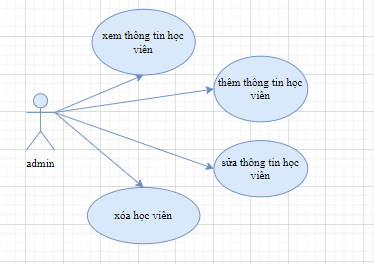 xem thông tin học
viên
thêm thông tin học
viên
admin
sửa thông tin học
viên
xóa học viên